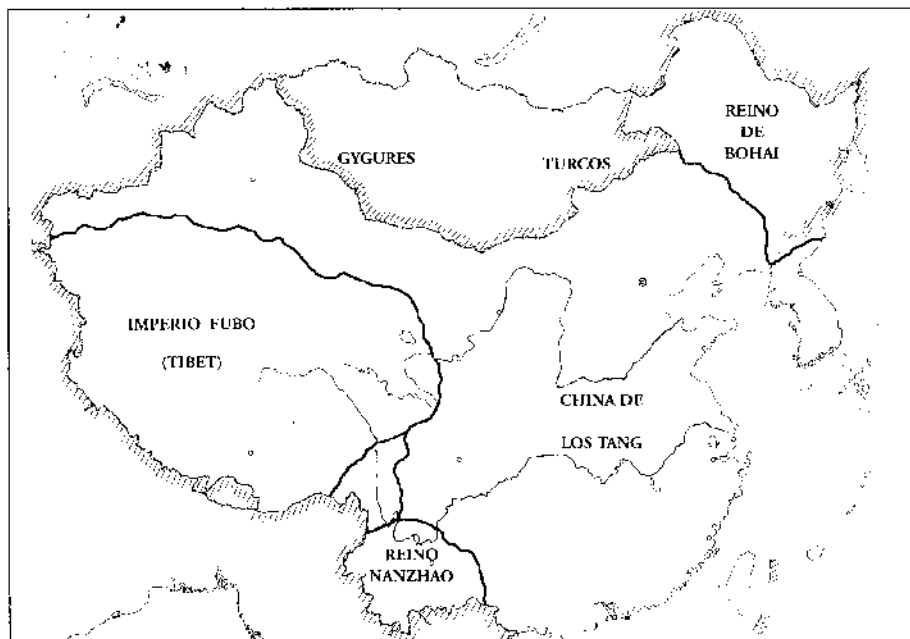 REINO
DE
BOHAI
GYGURES
TURCOS
IMPERIO FUBO
(TIBET)
CHINA DE
LOS TANG
REINO
NANZHAO